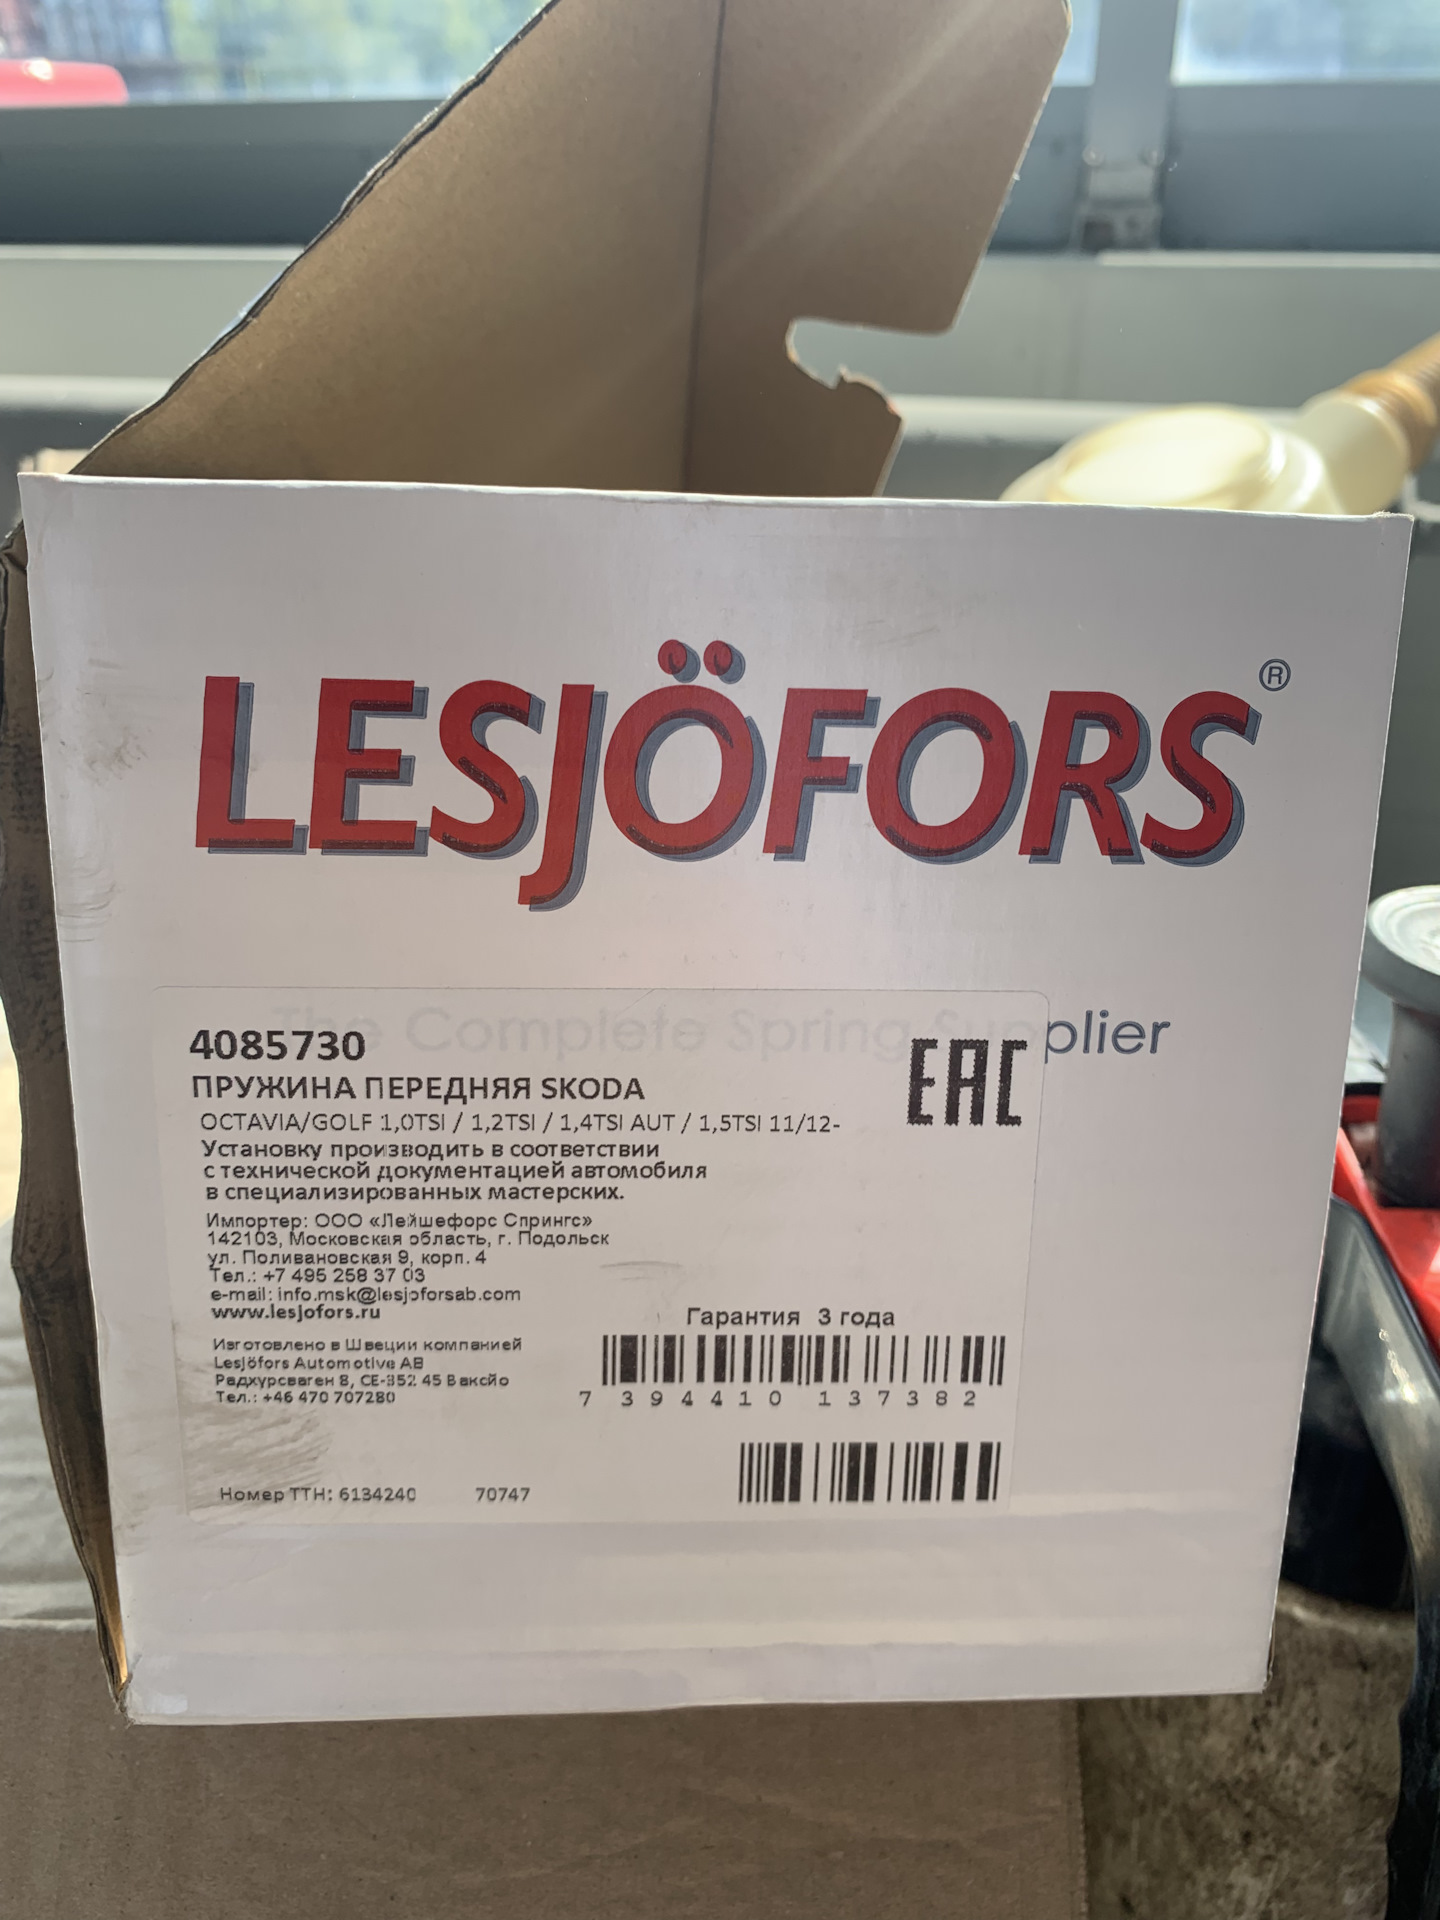 LESJÖFORS®
The Complete Spring Supplier
4085730
EAC
ПРУЖИНА ПЕРЕДНЯЯ SKODA
OCTAVIA/GOLF 1,0TSI / 1,2TSI / 1,4TSI AUT / 1,5TSI 11/12-
Установку производить в соответствии
с технической документацией автомобиля
в специализированных мастерских.
Импортер: ООО «Лейшефорс Спрингс»
142103, Московская область, г. Подольск
ул. Поливановская 9, корп. 4
Тел.: +7 495 258 37 03
e-mail: info.msk@lesjoforsab.com
www.lesjofors.ru
Гарантия 3 года
Изготовлено в Швеции компанией
Lesjöfors Automotive AB
Радхурсваген 8, СЕ-352 45 Ваксйо
Тел.: +46 470 707280
7 394410 137382
Номер ТТН: 6134240 70747